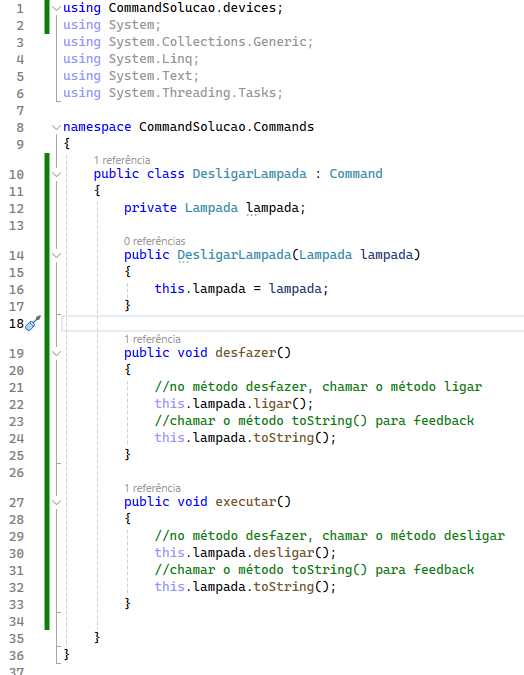 1 using CommandSolucao.devices;
2 using System;
3 using System.Collections.Generic;
4 using System.Linq;
5 using System.Text;
6 using System.Threading.Tasks;
7
8 namespace CommandSolucao.Commands
9 {
1 referência
10 public class DesligarLampada : Command
11 {
12 private Lampada lampada;
13
0 referências
14 public DesligarLampada(Lampada lampada)
15 {
16 this.lampada = lampada;
17 }
18
1 referência
19 public void desfazer()
20 {
21 //no método desfazer, chamar o método ligar
22 this.lampada.ligar();
23 //chamar o método toString() para feedback
24 this.lampada.toString();
25 }
26
1 referência
27 public void executar()
28 {
29 //no método desfazer, chamar o método desligar
30 this.lampada.desligar();
31 //chamar o método toString() para feedback
32 this.lampada.toString();
33 }
34
35 }
36 }
37